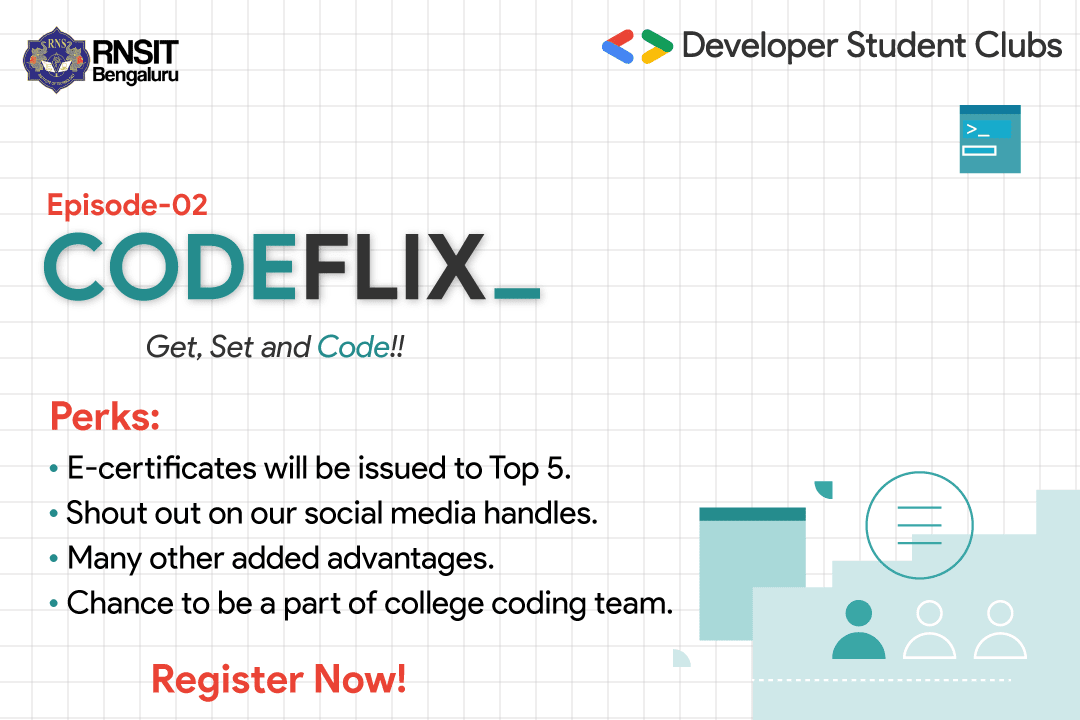 RNS
RNSIT
Bengaluru
Developer Student Clubs
>_
Episode-02
CODEFLIX_
Get, Set and Code!!
Perks:
• E-certificates will be issued to Top 5.
• Shout out on our social media handles.
• Many other added advantages.
• Chance to be a part of college coding team.
Register Now!